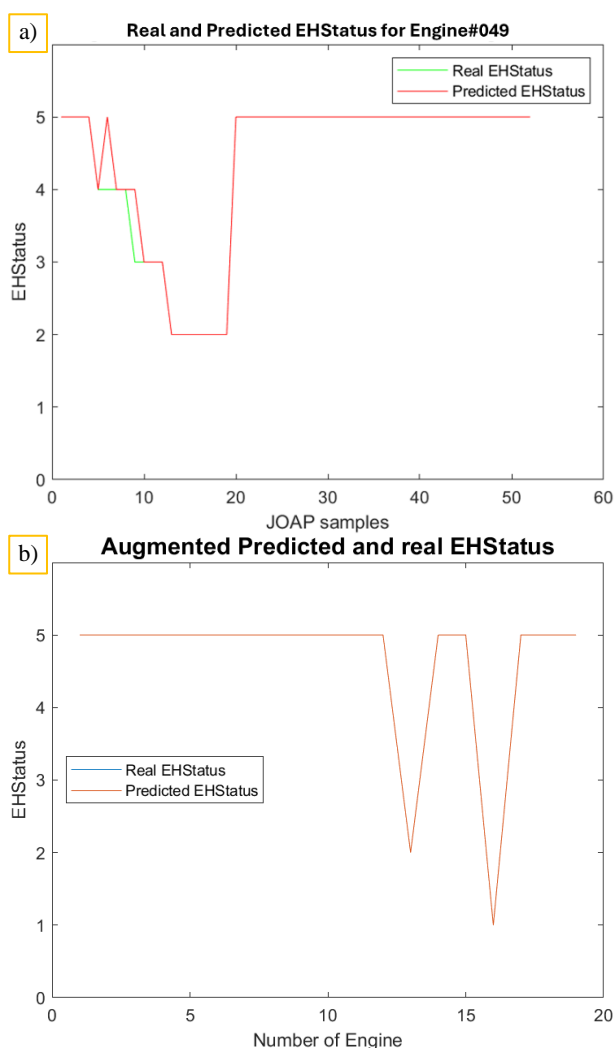 a)
Real and Predicted EHStatus for Engine#049
Real EHStatus
Predicted EHStatus
5
4
3
2
1
0
EHStatus
0 10 20 30 40 50 60
JOAP samples
b)
Augmented Predicted and real EHStatus
5
4
3
2
1
0
EHStatus
Real EHStatus
Predicted EHStatus
0 5 10 15 20
Number of Engine